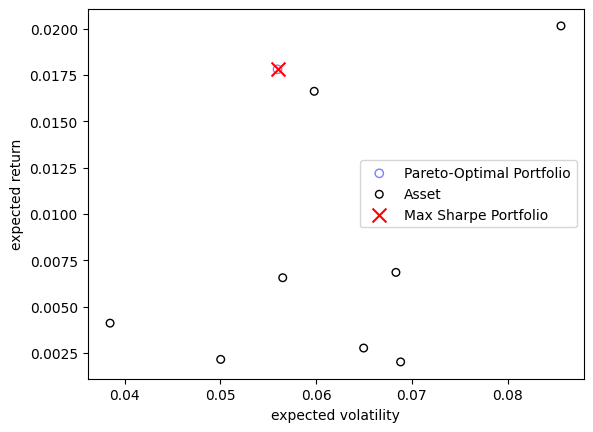 0.0200
0.0175
0.0150
0.0125
0.0100
0.0075
0.0050
0.0025
expected return
Pareto-Optimal Portfolio
Asset
Max Sharpe Portfolio
0.04 0.05 0.06 0.07 0.08
expected volatility